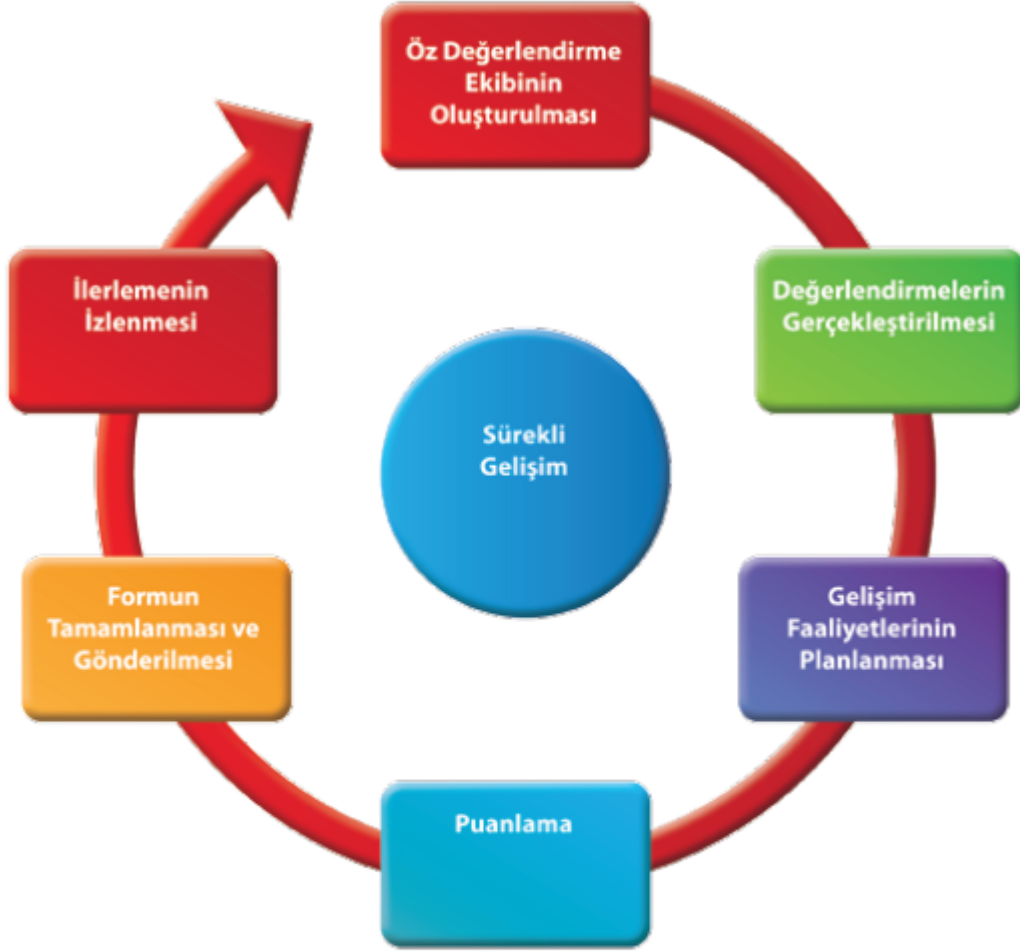 Öz Değerlendirme
Ekibinin
Oluşturulması
Değerlendirmelerin
Gerçekleştirilmesi
Gelişim
Faaliyetlerinin
Planlanması
Puanlama
Formun
Tamamlanması ve
Gönderilmesi
İlerlemenin
İzlenmesi
Sürekli
Gelişim